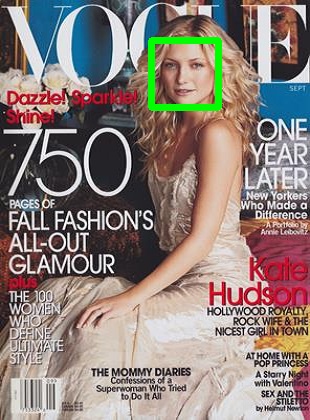 VOGUE
SEPT
Dazzle! Sparkle!
Shine!
750
PAGES OF
FALL FASHION'S
ALL-OUT
GLAMOUR
plus
THE 100
WOMEN
WHO
DEFINE
ULTIMATE
STYLE
THE MOMMY DIARIES
Confessions of a
Superwoman Who Tried
to Do It All
ONE
YEAR
LATER
New Yorkers
Who Made a
Difference
-A Portfolio by
Annie Leibovitz
Kate
Hudson
HOLLYWOOD ROYALTY,
ROCK WIFE & THE
NICEST GIRL IN TOWN
AT HOME WITH A
POP PRINCESS
A Starry Night
with Valentino
SEX AND THE
STILETTO
by Helmut Newton